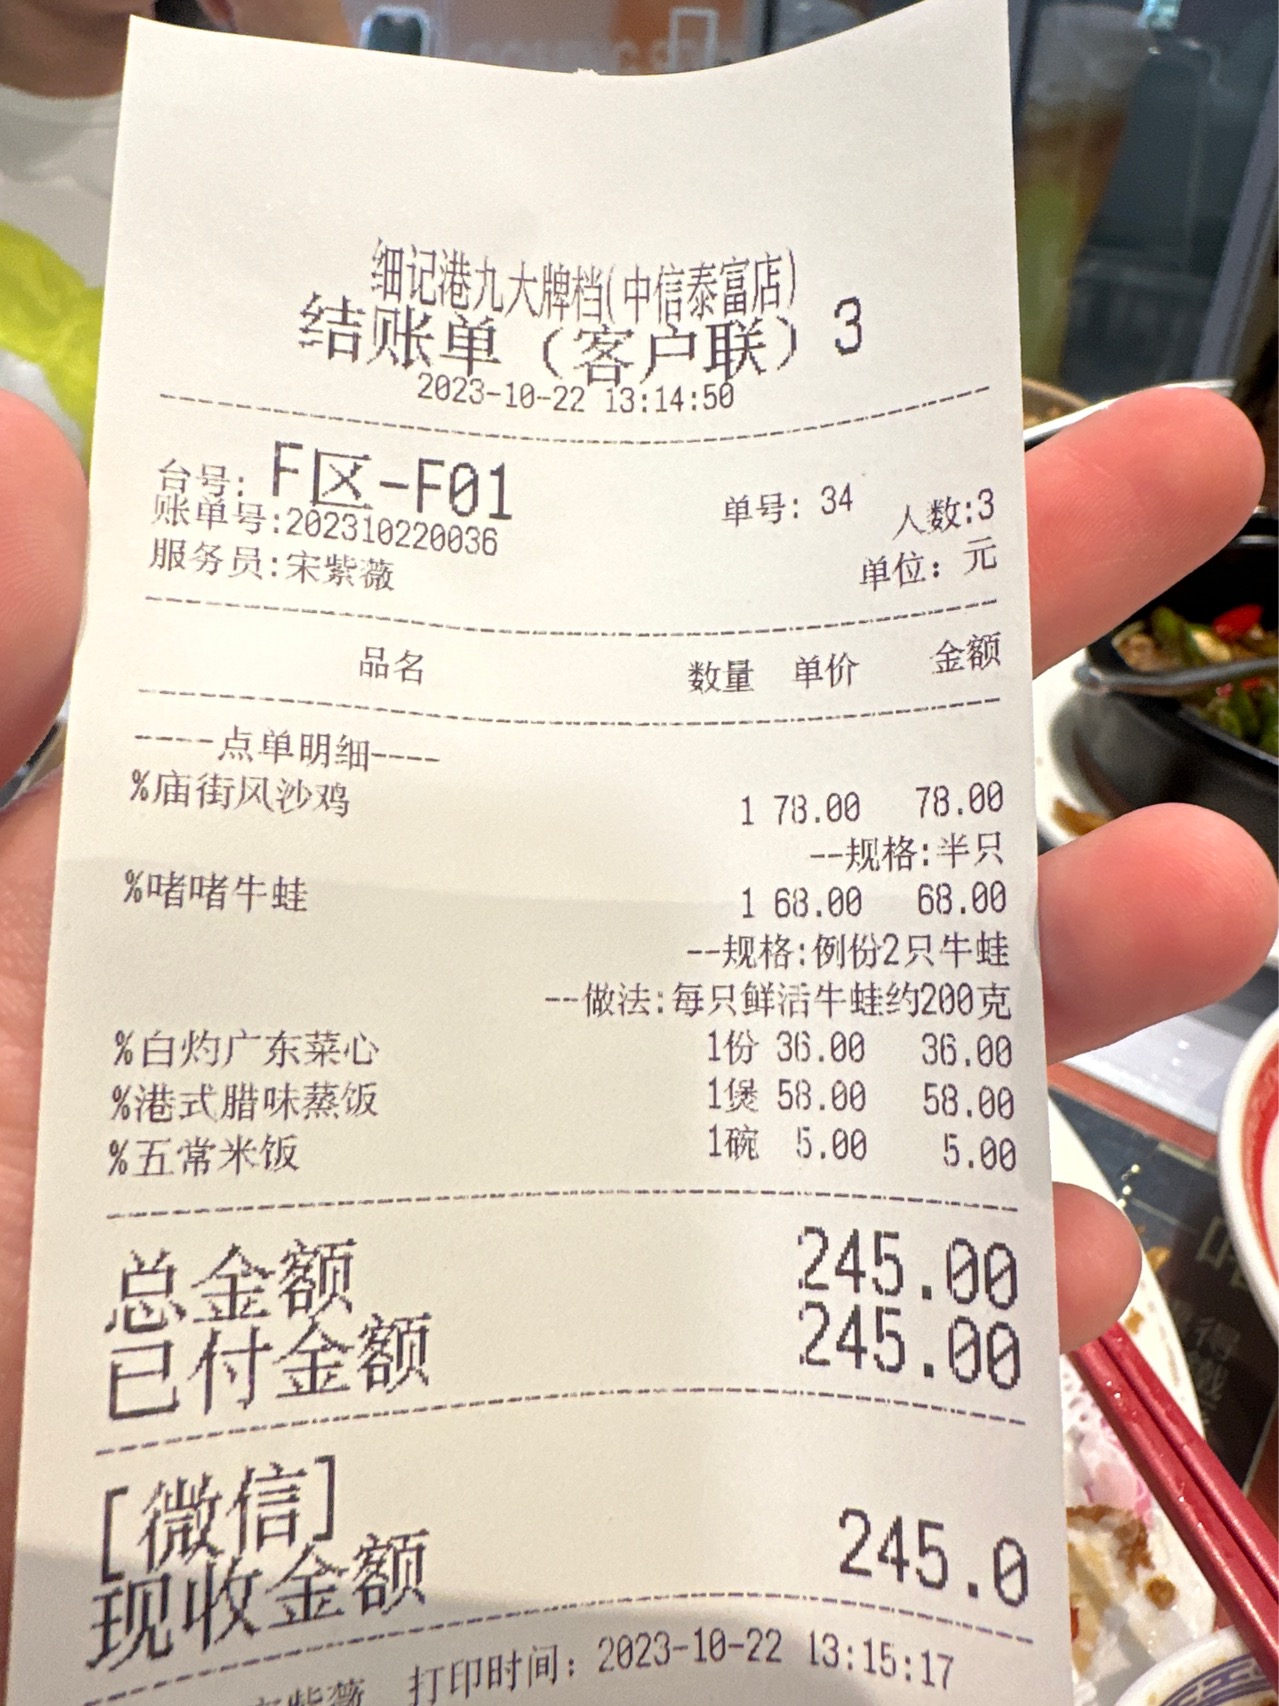 细记港九大牌档(中信泰富店)
结账单（客户联）3
2023-10-22 13:14:50
台号: F区-F01 单号: 34 人数:3
账单号:202310220036
服务员:宋紫薇 单位: 元
品名 数量 单价 金额
----点单明细----
%庙街风沙鸡 1 78.00 78.00
--规格:半只
%啫啫牛蛙 1 68.00 68.00
--规格:例份2只牛蛙
--做法:每只鲜活牛蛙约200克
%白灼广东菜心 1份 36.00 36.00
%港式腊味蒸饭 1煲 58.00 58.00
%五常米饭 1碗 5.00 5.00
总金额 245.00
已付金额 245.00
[微信]
现收金额 245.0
紫薇 打印时间: 2023-10-22 13:15:17